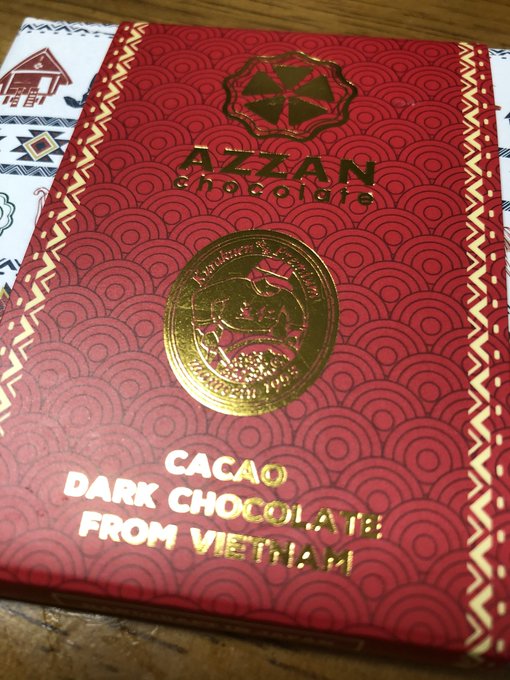 AZZAN
chocolate
CACAO
DARK CHOCOLATE
FROM VIETNAM